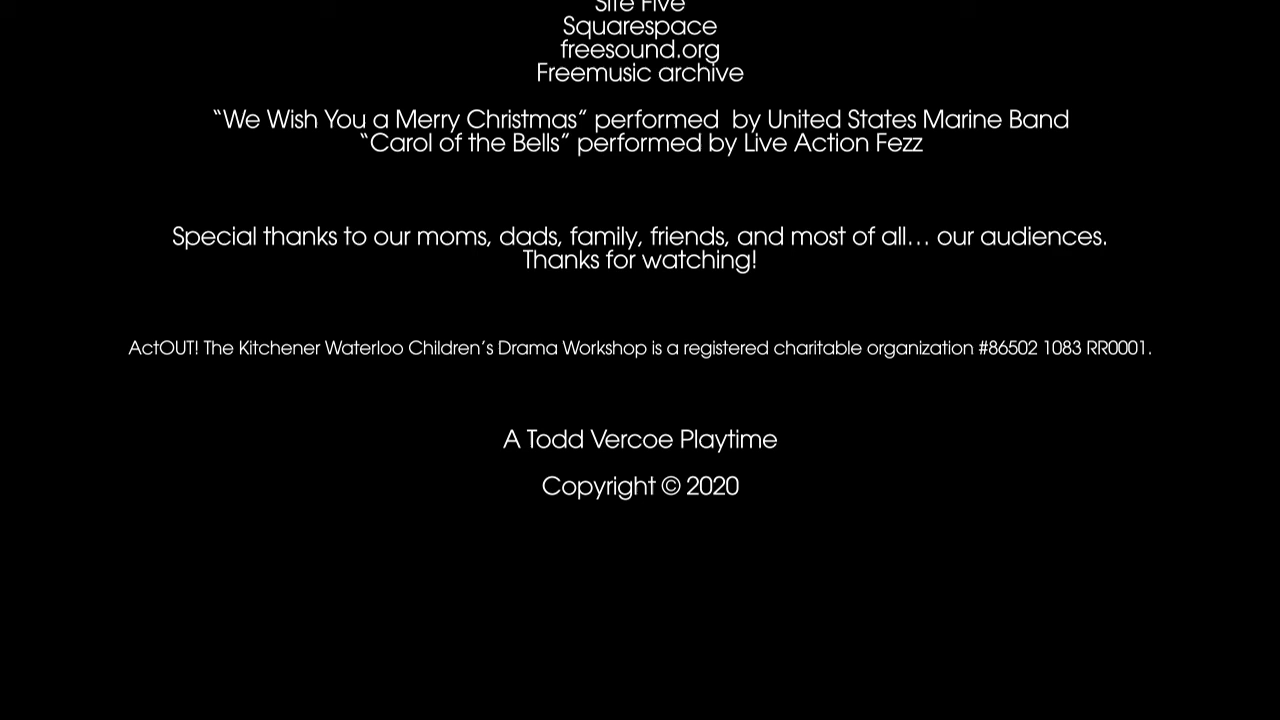 Site Five
Squarespace
freesound.org
Freemusic archive
“We Wish You a Merry Christmas” performed  by United States Marine Band
“Carol of the Bells” performed by Live Action Fezz
Special thanks to our moms, dads, family, friends, and most of all... our audiences.
Thanks for watching!
ActOUT! The Kitchener Waterloo Children’s Drama Workshop is a registered charitable organization #86502 1083 RR0001.
A Todd Vercoe Playtime
Copyright © 2020